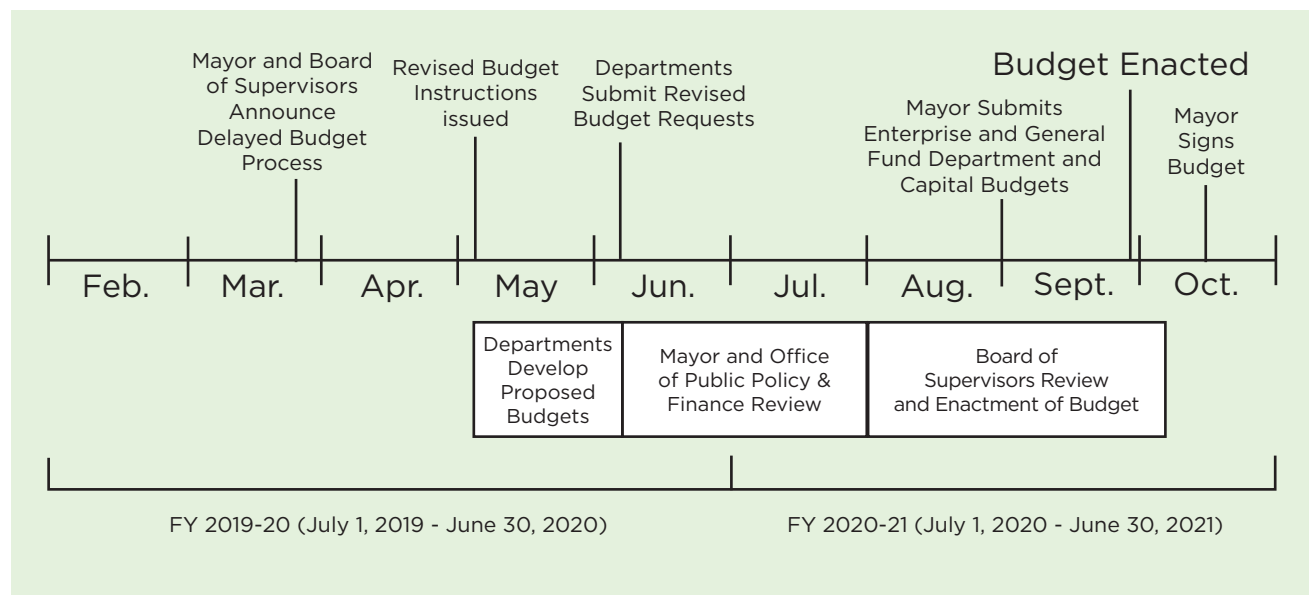 Mayor and Board
of Supervisors
Announce
Delayed Budget
Process
Revised Budget
Instructions
issued
Departments
Submit Revised
Budget Requests
Mayor Submits
Enterprise and General
Fund Department and
Capital Budgets
Budget Enacted
Mayor
Signs
Budget
Feb.
Mar.
Apr.
May
Jun.
Jul.
Aug.
Sept.
Oct.
Departments
Develop
Proposed
Budgets
Mayor and Office
of Public Policy &
Finance Review
Board of
Supervisors Review
and Enactment of Budget
FY 2019-20 (July 1, 2019 - June 30, 2020)
FY 2020-21 (July 1, 2020 - June 30, 2021)